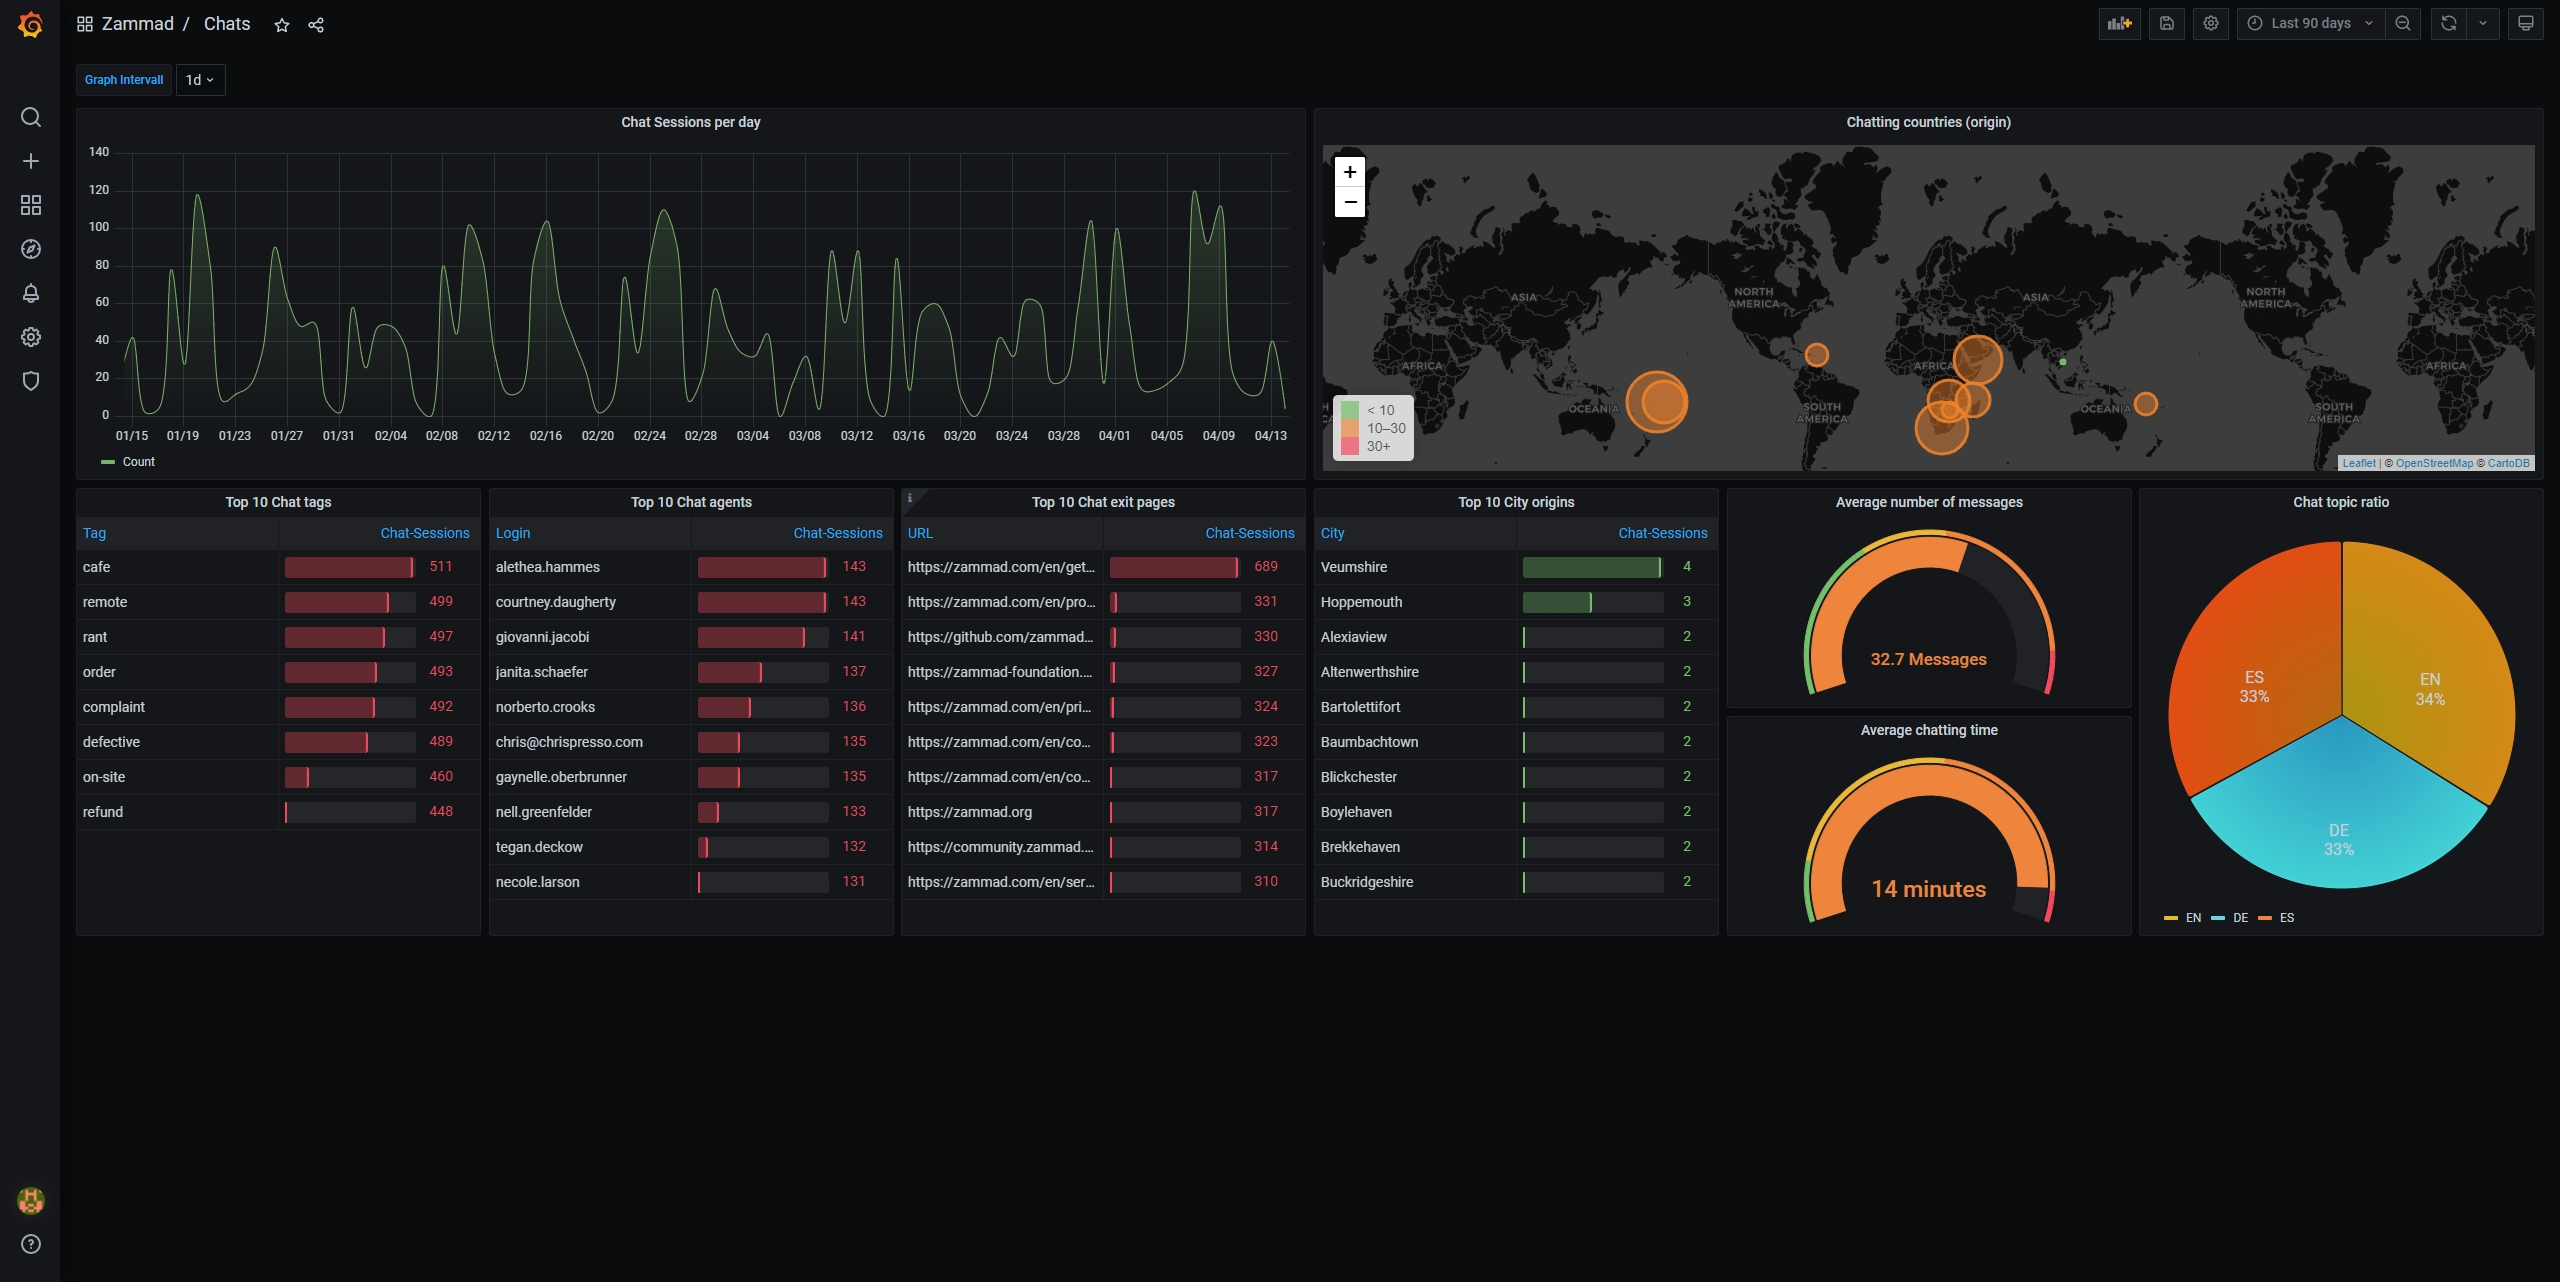 Zammad / Chats
Last 90 days
Graph Intervall 1d
Chat Sessions per day
140
120
100
80
60
40
20
0
01/15 01/19 01/23 01/27 01/31 02/04 02/08 02/12 02/16 02/20 02/24 02/28 03/04 03/08 03/12 03/16 03/20 03/24 03/28 04/01 04/05 04/09 04/13
Count
Chatting countries (origin)
+
−
ASIA
NORTH AMERICA
ASIA
NORTH AMERICA
AFRICA
AFRICA
AFRICA
OCEANIA
SOUTH AMERICA
OCEANIA
SOUTH AMERICA
< 10
10–30
30+
Leaflet | © OpenStreetMap © CartoDB
Top 10 Chat tags
Tag Chat-Sessions
cafe 511
remote 499
rant 497
order 493
complaint 492
defective 489
on-site 460
refund 448
Top 10 Chat agents
Login Chat-Sessions
alethea.hammes 143
courtney.daugherty 143
giovanni.jacobi 141
janita.schaefer 137
norberto.crooks 136
chris@chrispresso.com 135
gaynelle.oberbrunner 135
nell.greenfelder 133
tegan.deckow 132
necole.larson 131
Top 10 Chat exit pages
URL Chat-Sessions
https://zammad.com/en/get... 689
https://zammad.com/en/pro... 331
https://github.com/zammad... 330
https://zammad-foundation.... 327
https://zammad.com/en/pri... 324
https://zammad.com/en/co... 323
https://zammad.com/en/co... 317
https://zammad.org 317
https://community.zammad.... 314
https://zammad.com/en/ser... 310
Top 10 City origins
City Chat-Sessions
Veumshire 4
Hoppemouth 3
Alexiaview 2
Altenwerthshire 2
Bartolettifort 2
Baumbachtown 2
Blickchester 2
Boylehaven 2
Brekkehaven 2
Buckridgeshire 2
Average number of messages
32.7 Messages
Average chatting time
14 minutes
Chat topic ratio
ES
33%
EN
34%
DE
33%
EN DE ES